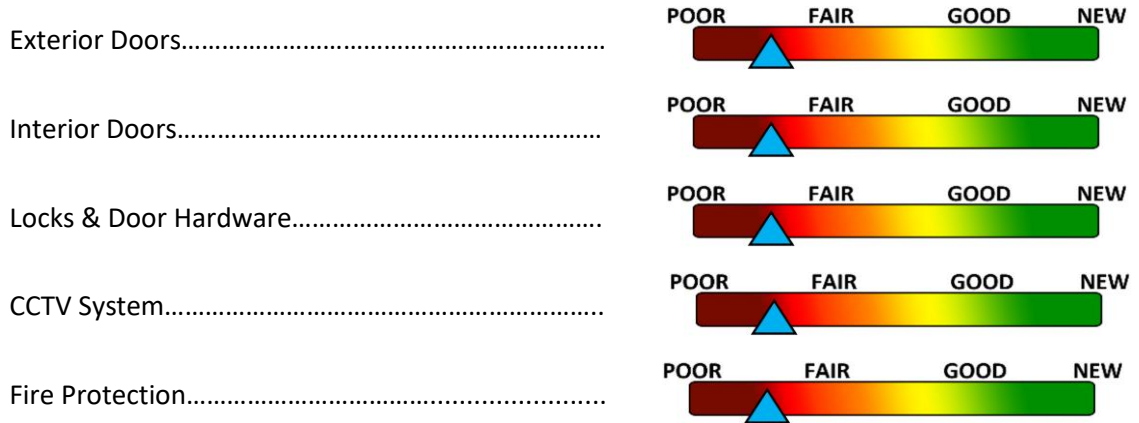 POOR FAIR GOOD NEW
Exterior Doors……………………………………………………
POOR FAIR GOOD NEW
Interior Doors……………………………………………………
POOR FAIR GOOD NEW
Locks & Door Hardware……………………………………
POOR FAIR GOOD NEW
CCTV System……………………………………………………..
POOR FAIR GOOD NEW
Fire Protection……………………………........................